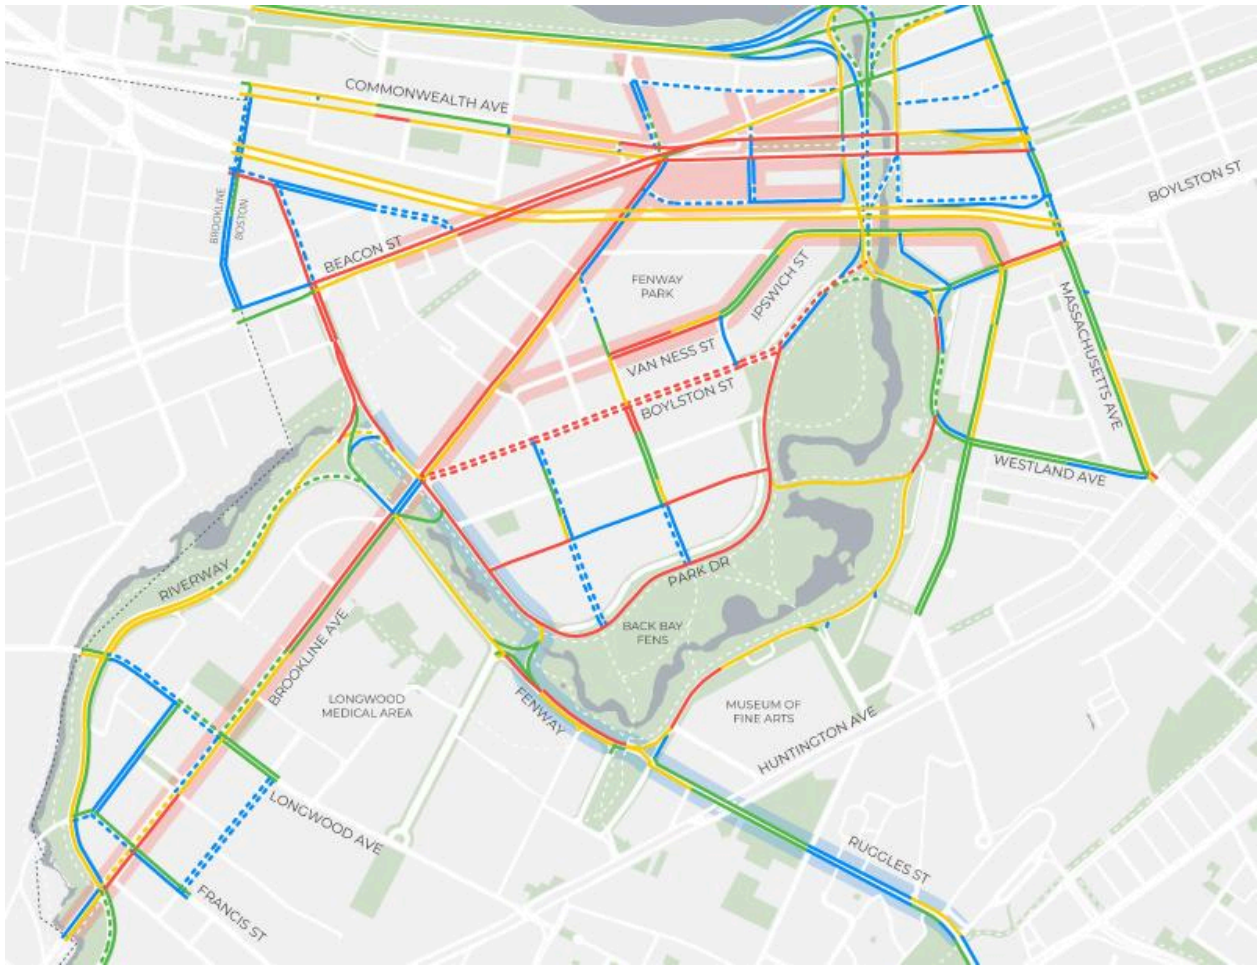 COMMONWEALTH AVE
BOYLSTON ST
BROOKLINE
BOSTON
BEACON ST
FENWAY
PARK
IPSWICH ST
MASSACHUSETTS AVE
VAN NESS ST
BOYLSTON ST
WESTLAND AVE
RIVERWAY
PARK DR
BROOKLINE AVE
BACK BAY
FENS
LONGWOOD
MEDICAL AREA
FENWAY
MUSEUM OF
FINE ARTS
HUNTINGTON AVE
LONGWOOD AVE
RUGGLES ST
FRANCIS ST